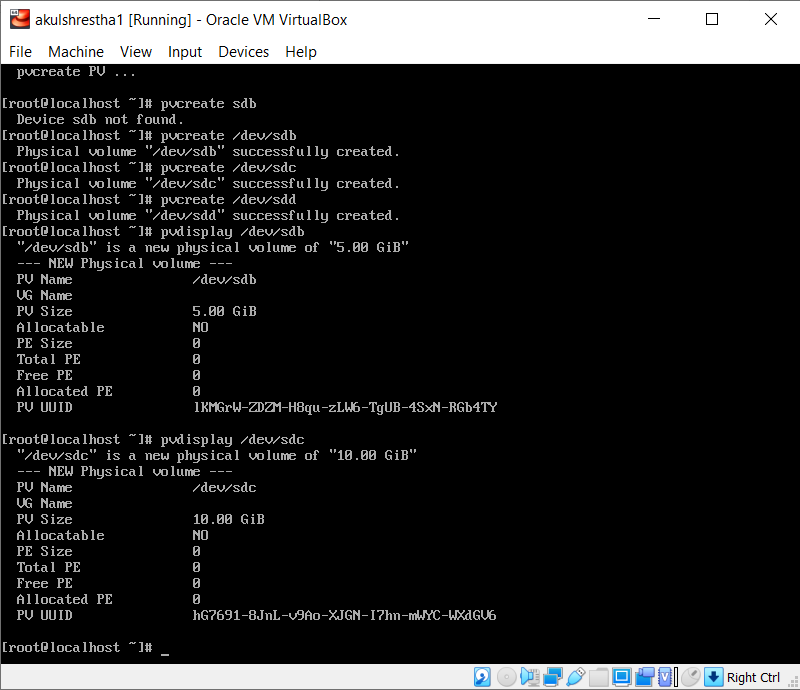 akulshrestha1 [Running] - Oracle VM VirtualBox
File Machine View Input Devices Help
pvcreate PV ...
[root@localhost ~]# pvcreate sdb
Device sdb not found.
[root@localhost ~]# pvcreate /dev/sdb
Physical volume "/dev/sdb" successfully created.
[root@localhost ~]# pvcreate /dev/sdc
Physical volume "/dev/sdc" successfully created.
[root@localhost ~]# pvcreate /dev/sdd
Physical volume "/dev/sdd" successfully created.
[root@localhost ~]# pvdisplay /dev/sdb
"/dev/sdb" is a new physical volume of "5.00 GiB"
--- NEW Physical volume ---
PV Name /dev/sdb
VG Name
PV Size 5.00 GiB
Allocatable NO
PE Size 0
Total PE 0
Free PE 0
Allocated PE 0
PV UUID lKMGrW-ZDZM-H8qu-zLW6-TgUB-4SxN-RGb4TY
[root@localhost ~]# pvdisplay /dev/sdc
"/dev/sdc" is a new physical volume of "10.00 GiB"
--- NEW Physical volume ---
PV Name /dev/sdc
VG Name
PV Size 10.00 GiB
Allocatable NO
PE Size 0
Total PE 0
Free PE 0
Allocated PE 0
PV UUID hG7691-8JnL-v9Ao-XJGN-I7hn-mWYC-WXdGV6
[root@localhost ~]# _
Right Ctrl